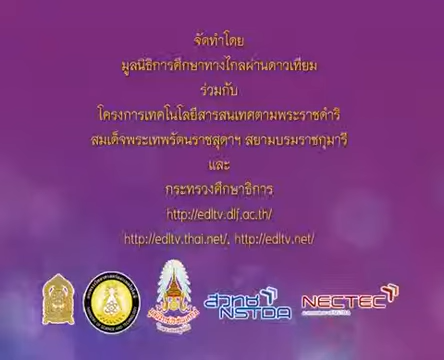 จัดทำโดย
มูลนิธิการศึกษาทางไกลผ่านดาวเทียม
ร่วมกับ
โครงการเทคโนโลยีสารสนเทศตามพระราชดำริ
สมเด็จพระเทพรัตนราชสุดาฯ สยามบรมราชกุมารี
และ
กระทรวงศึกษาธิการ
http://edltv.dlf.ac.th/
http://edltv.thai.net/, http://edltv.net/
สวทช
NSTDA
NECTEC